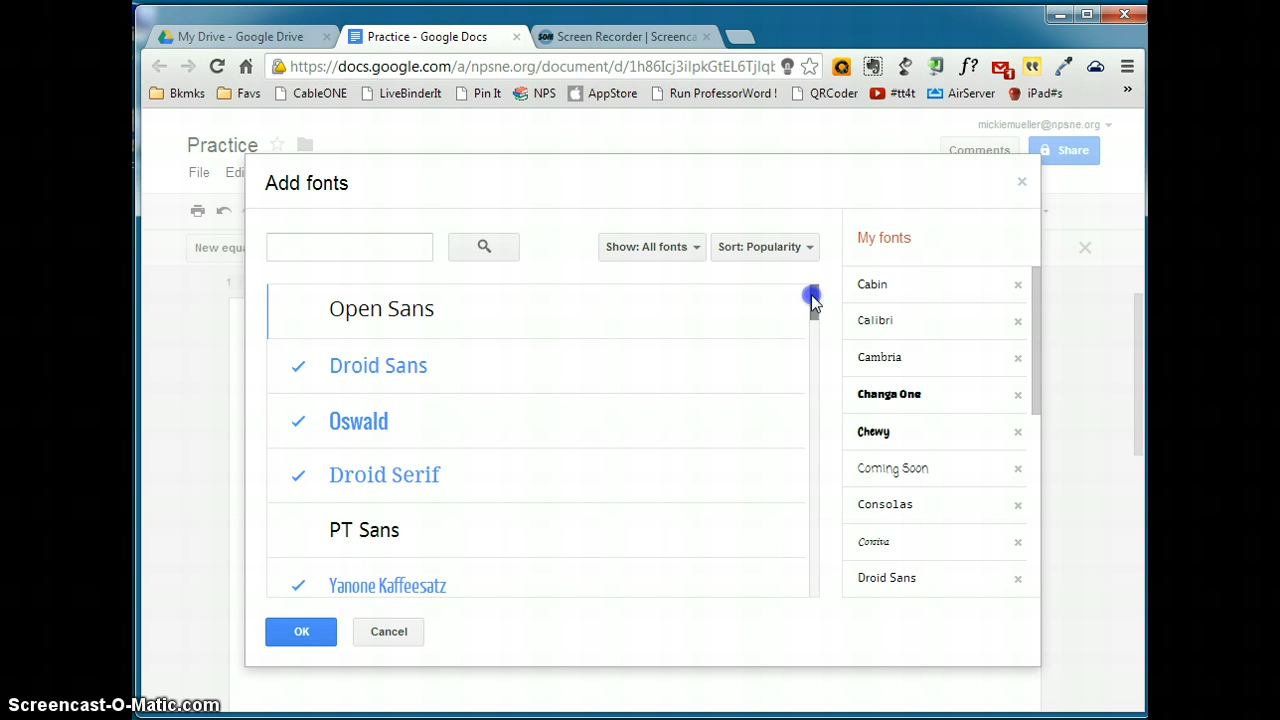 My Drive - Google Drive
Practice - Google Docs
Screen Recorder | Screenca
https://docs.google.com/a/npsne.org/document/d/1h86Icj3iIpkGtEL6TjIqt
f?
1
Bkmks
Favs
CableONE
LiveBinderIt
Pin It
NPS
AppStore
Run ProfessorWord !
QRCoder
#tt4t
AirServer
iPad#s
»
mickiemueller@npsne.org
Practice
Comments
Share
File Edi
Add fonts
New equa
Show: All fonts
Sort: Popularity
My fonts
1
Open Sans
Droid Sans
Oswald
Droid Serif
PT Sans
Yanone Kaffeesatz
Cabin
Calibri
Cambria
Changa One
Chewy
Coming Soon
Consolas
Corsiva
Droid Sans
OK
Cancel
Screencast-O-Matic.com